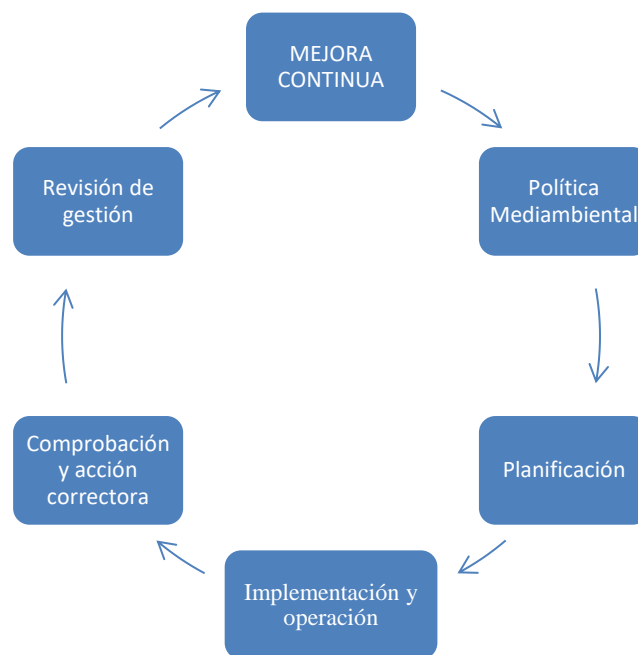 MEJORA
CONTINUA
Política
Mediambiental
Planificación
Implementación y
operación
Comprobación
y acción
correctora
Revisión de
gestión